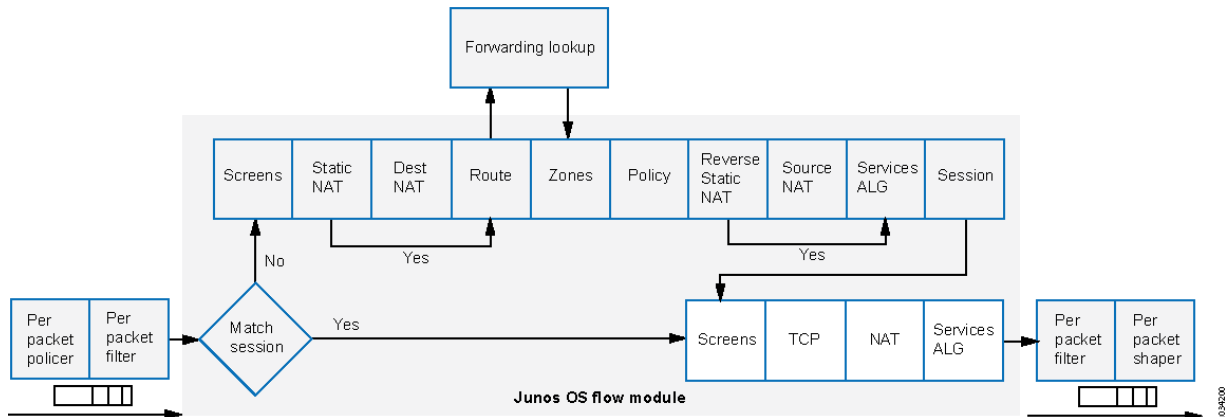 Forwarding lookup
Screens
Static
NAT
Dest
NAT
Route
Zones
Policy
Reverse
Static
NAT
Source
NAT
Services
ALG
Session
Yes
Yes
No
Per
packet
policer
Per
packet
filter
Match
session
Yes
Screens
TCP
NAT
Services
ALG
Per
packet
filter
Per
packet
shaper
Junos OS flow module
034200